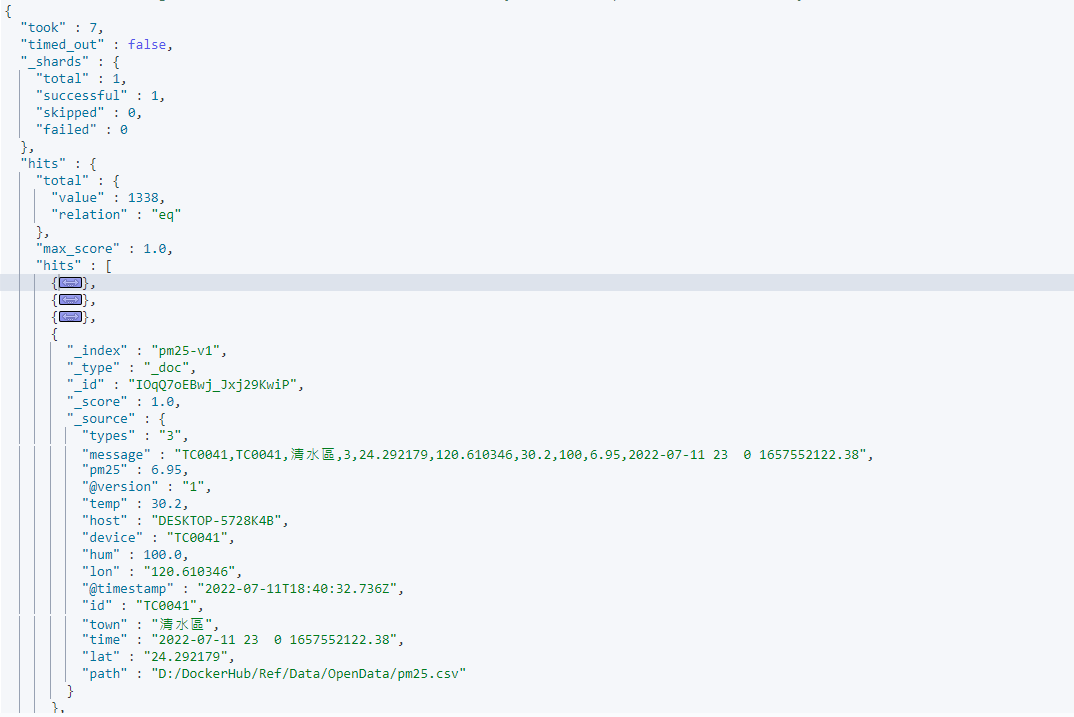 {
"took" : 7,
"timed_out" : false,
"_shards" : {
"total" : 1,
"successful" : 1,
"skipped" : 0,
"failed" : 0
},
"hits" : {
"total" : {
"value" : 1338,
"relation" : "eq"
},
"max_score" : 1.0,
"hits" : [
{},
{},
{},
{
"_index" : "pm25-v1",
"_type" : "_doc",
"_id" : "IOqQ7oEBwj_Jxj29KwiP",
"_score" : 1.0,
"_source" : {
"types" : "3",
"message" : "TC0041,TC0041,清水區,3,24.292179,120.610346,30.2,100,6.95,2022-07-11 23  0 1657552122.38",
"pm25" : 6.95,
"@version" : "1",
"temp" : 30.2,
"host" : "DESKTOP-5728K4B",
"device" : "TC0041",
"hum" : 100.0,
"lon" : "120.610346",
"@timestamp" : "2022-07-11T18:40:32.736Z",
"id" : "TC0041",
"town" : "清水區",
"time" : "2022-07-11 23  0 1657552122.38",
"lat" : "24.292179",
"path" : "D:/DockerHub/Ref/Data/OpenData/pm25.csv"
}
},